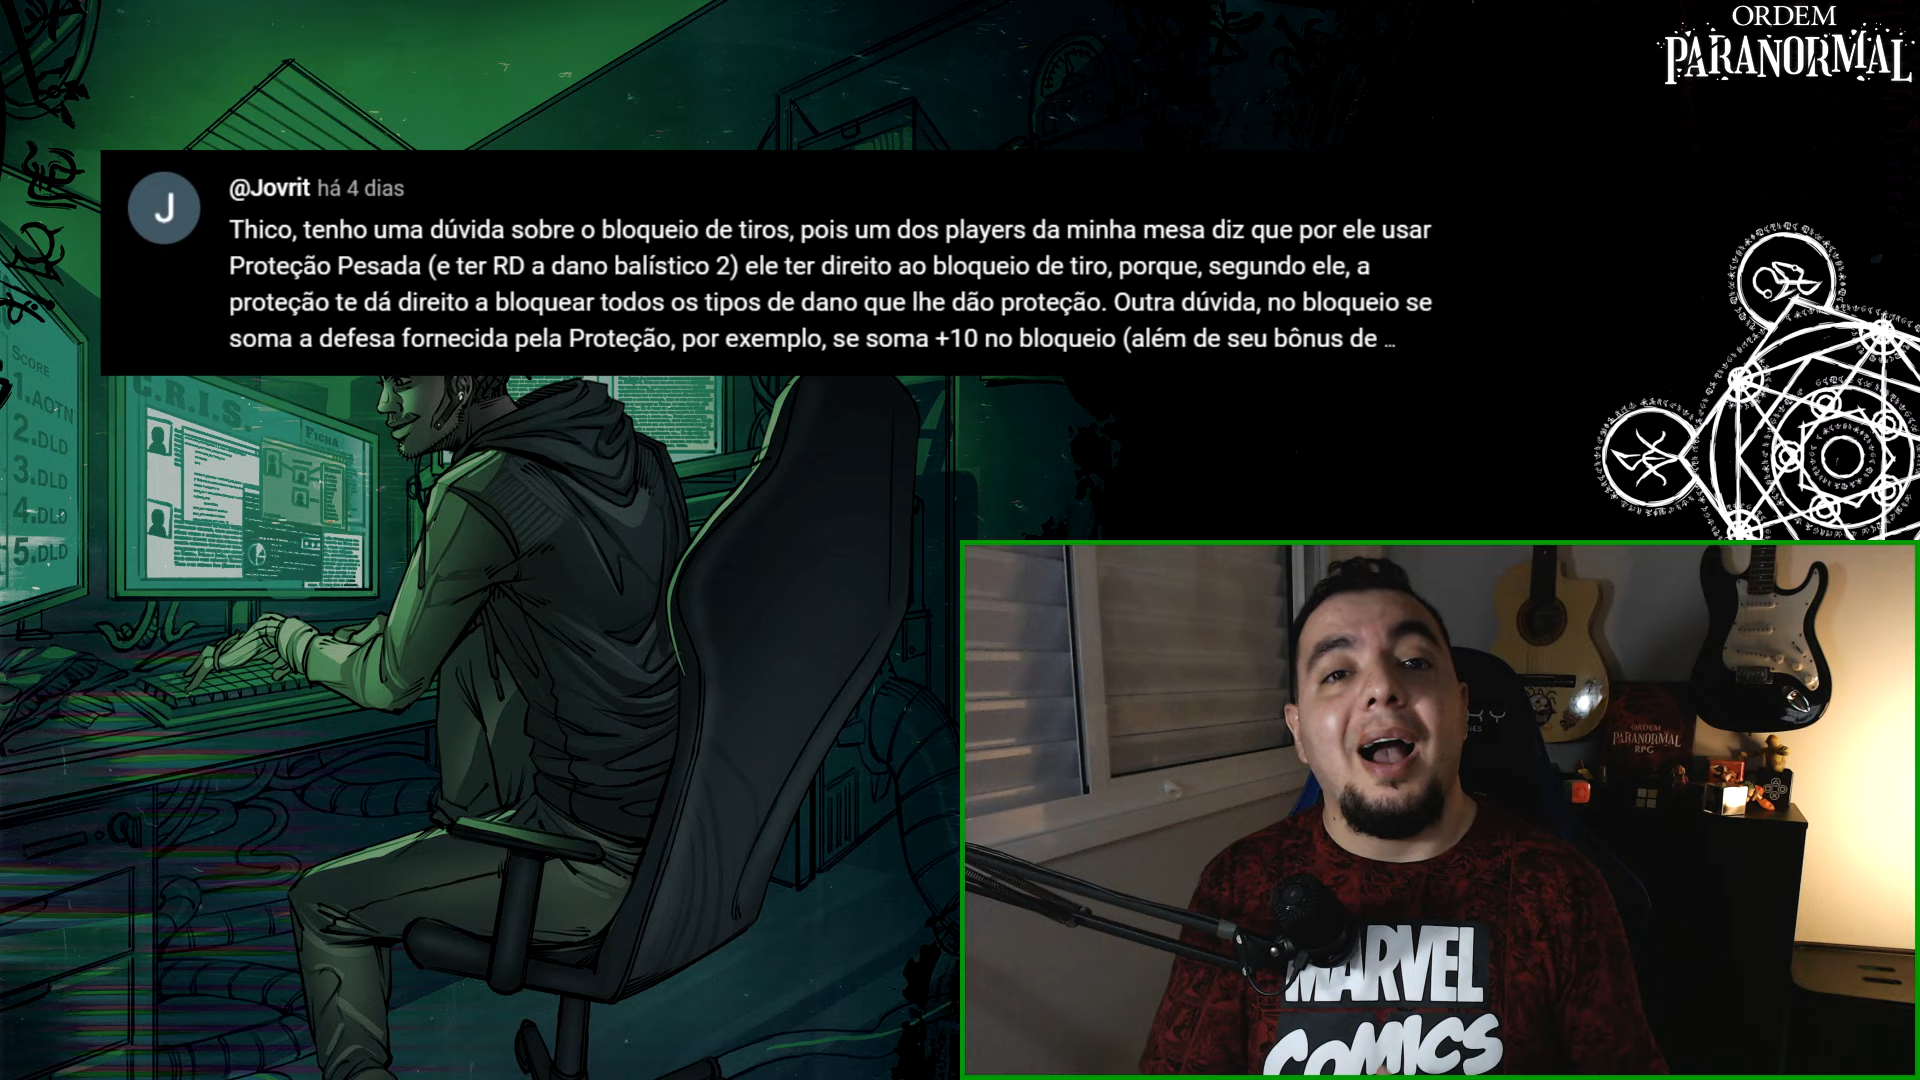 ORDEM
PARANORMAL
J
@Jovrit há 4 dias
Thico, tenho uma dúvida sobre o bloqueio de tiros, pois um dos players da minha mesa diz que por ele usar
Proteção Pesada (e ter RD a dano balístico 2) ele ter direito ao bloqueio de tiro, porque, segundo ele, a
proteção te dá direito a bloquear todos os tipos de dano que lhe dão proteção. Outra dúvida, no bloqueio se
soma a defesa fornecida pela Proteção, por exemplo, se soma +10 no bloqueio (além de seu bônus de ...
SCORE
1.AOTN
2.DLD
3.DLD
4.DLD
5.DLD
C.R.I.S.
FICHA
ORDEM
PARANORMAL
RPG
MARVEL
COMICS